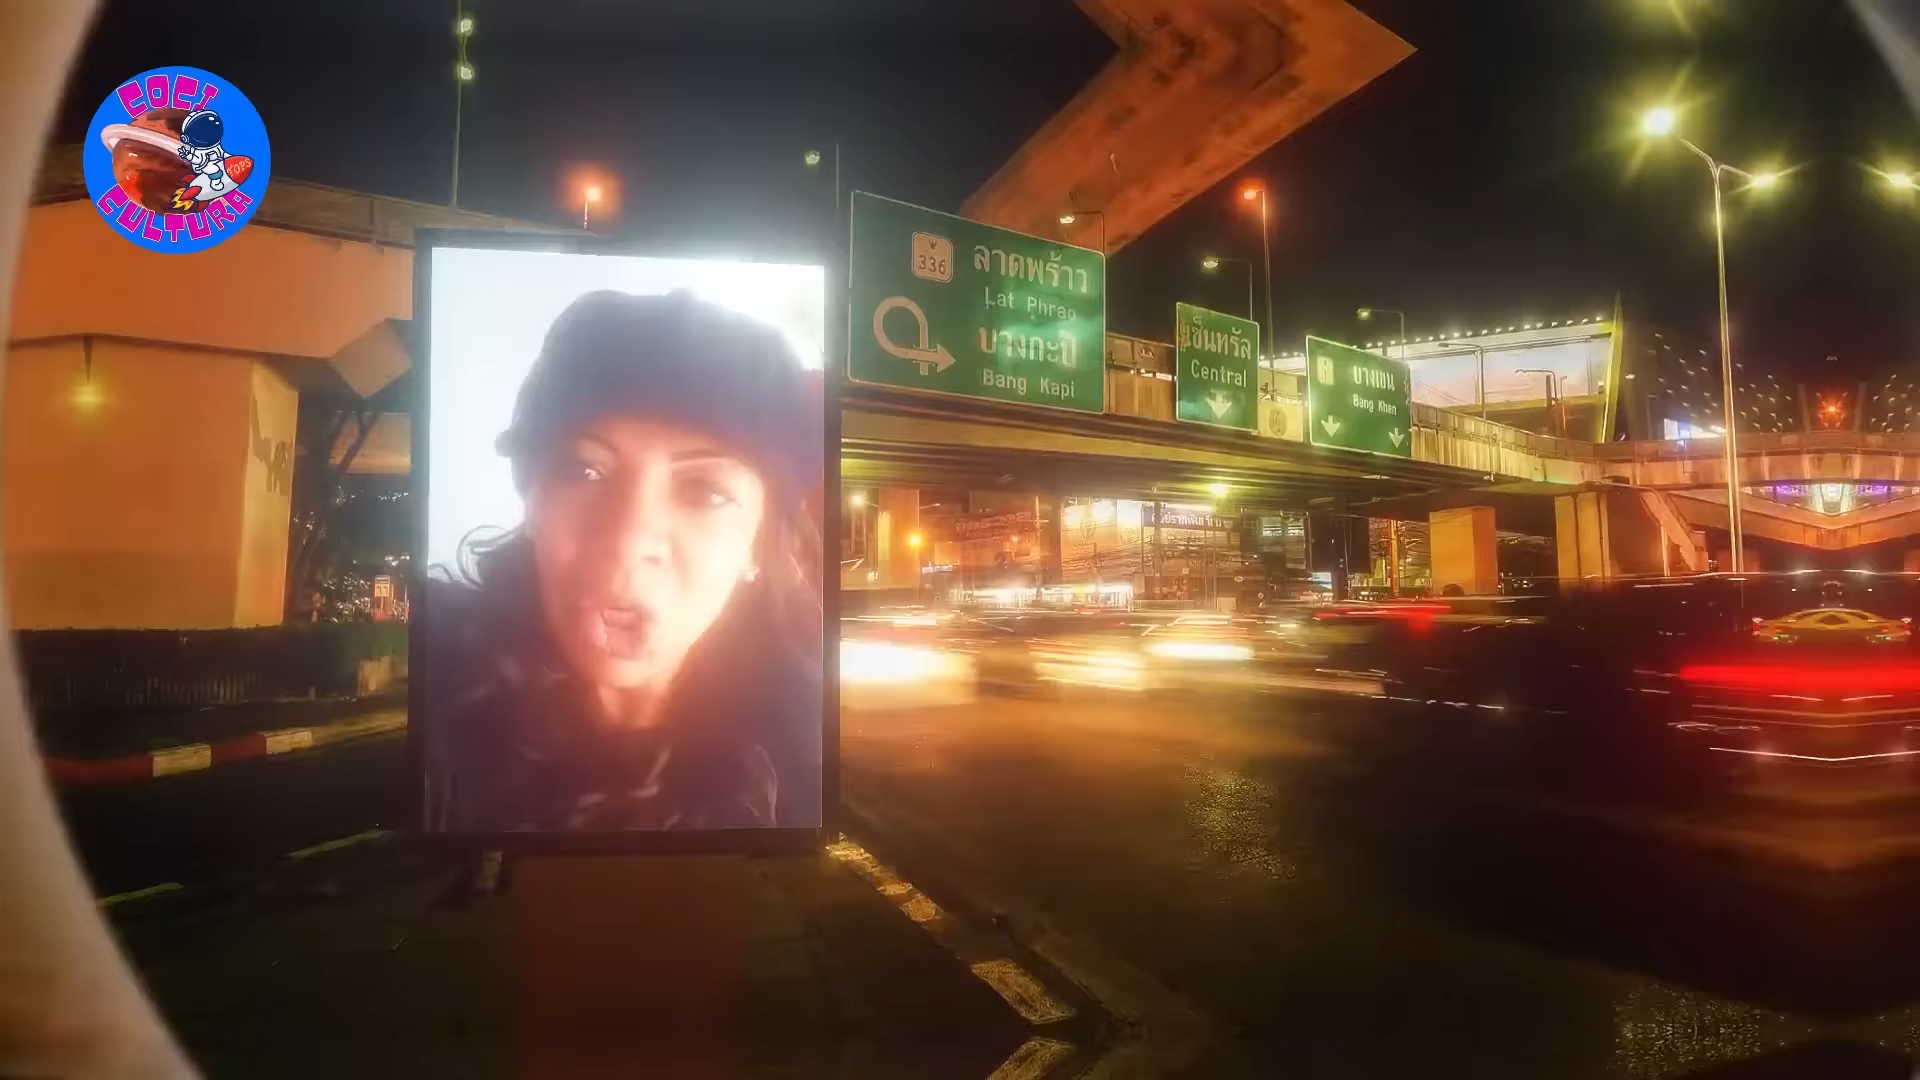 COCI
TOPS
CULTURA
336
ลาดพร้าว
Lat Phrao
บางกะปิ
Bang Kapi
เซ็นทรัล
Central
บางเขน
Bang Khen